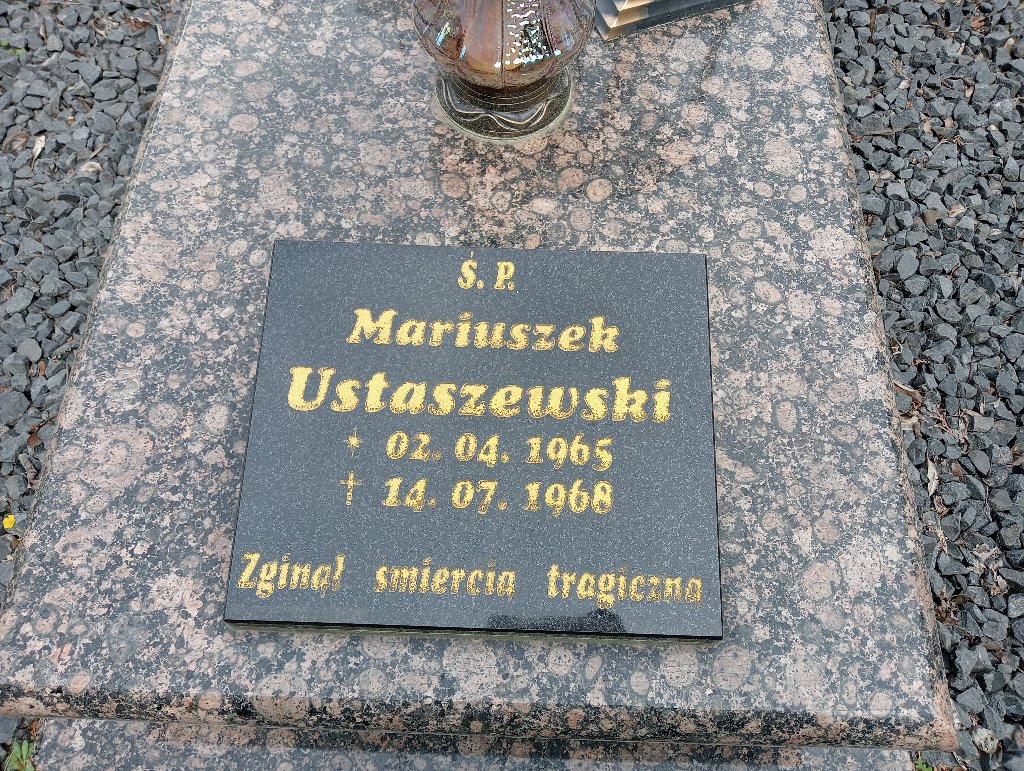 Ś. P.
Mariuszek
Ustaszewski
* 02. 04. 1965
† 14. 07. 1968
Zginął śmiercią tragiczną